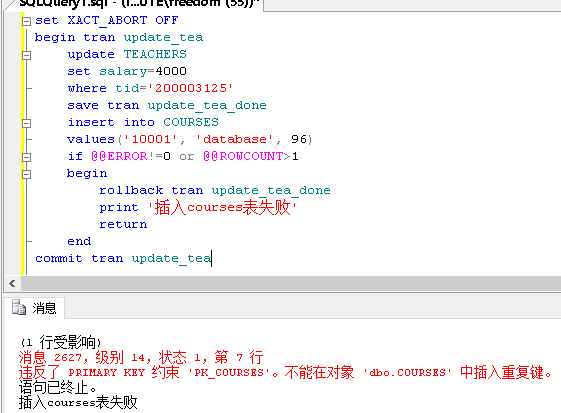 SQLQuery1.sql - (l...UTE\freedom (55))*
set XACT_ABORT OFF
begin tran update_tea
update TEACHERS
set salary=4000
where tid='200003125'
save tran update_tea_done
insert into COURSES
values('10001', 'database', 96)
if @@ERROR!=0 or @@ROWCOUNT>1
begin
rollback tran update_tea_done
print '插入courses表失败'
return
end
commit tran update_tea
消息
(1 行受影响)
消息 2627，级别 14，状态 1，第 7 行
违反了 PRIMARY KEY 约束 'PK_COURSES'。不能在对象 'dbo.COURSES' 中插入重复键。
语句已终止。
插入courses表失败